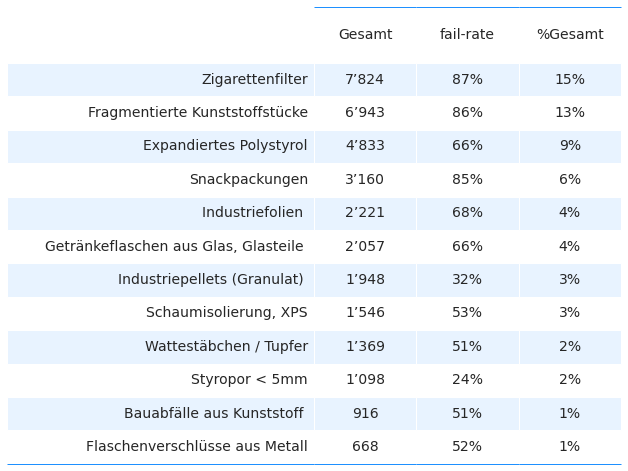 Gesamt fail-rate %Gesamt
Zigarettenfilter 7’824 87% 15%
Fragmentierte Kunststoffstücke 6’943 86% 13%
Expandiertes Polystyrol 4’833 66% 9%
Snackpackungen 3’160 85% 6%
Industriefolien 2’221 68% 4%
Getränkeflaschen aus Glas, Glasteile 2’057 66% 4%
Industriepellets (Granulat) 1’948 32% 3%
Schaumisolierung, XPS 1’546 53% 3%
Wattestäbchen / Tupfer 1’369 51% 2%
Styropor < 5mm 1’098 24% 2%
Bauabfälle aus Kunststoff 916 51% 1%
Flaschenverschlüsse aus Metall 668 52% 1%